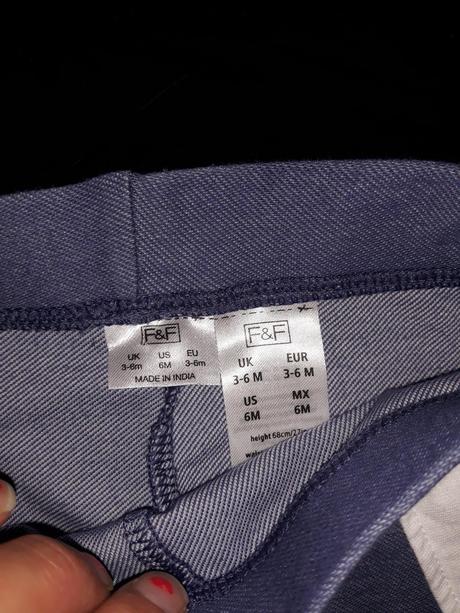 F&F
UK US EU
3-6m 6M 3-6m
MADE IN INDIA
F&F
UK EUR
3-6 M 3-6 M
US MX
6M 6M
height 68cm/27